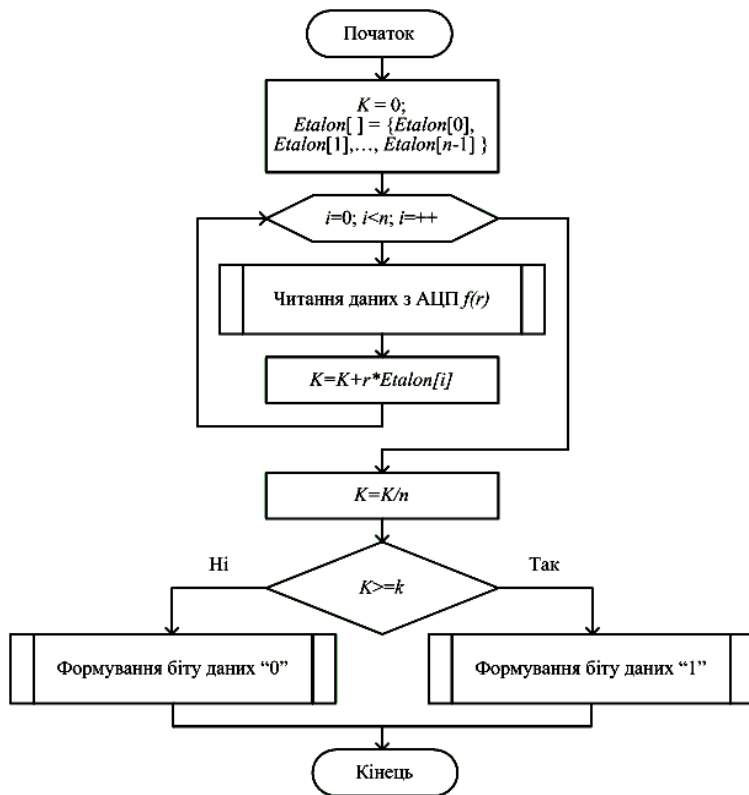 Початок
K = 0;
Etalon[ ] = {Etalon[0],
Etalon[1],…, Etalon[n-1] }
i=0; i<n; i=++
Читання даних з АЦП f(r)
K=K+r*Etalon[i]
K=K/n
Ні
Так
K>=k
Формування біту даних “0”
Формування біту даних “1”
Кінець